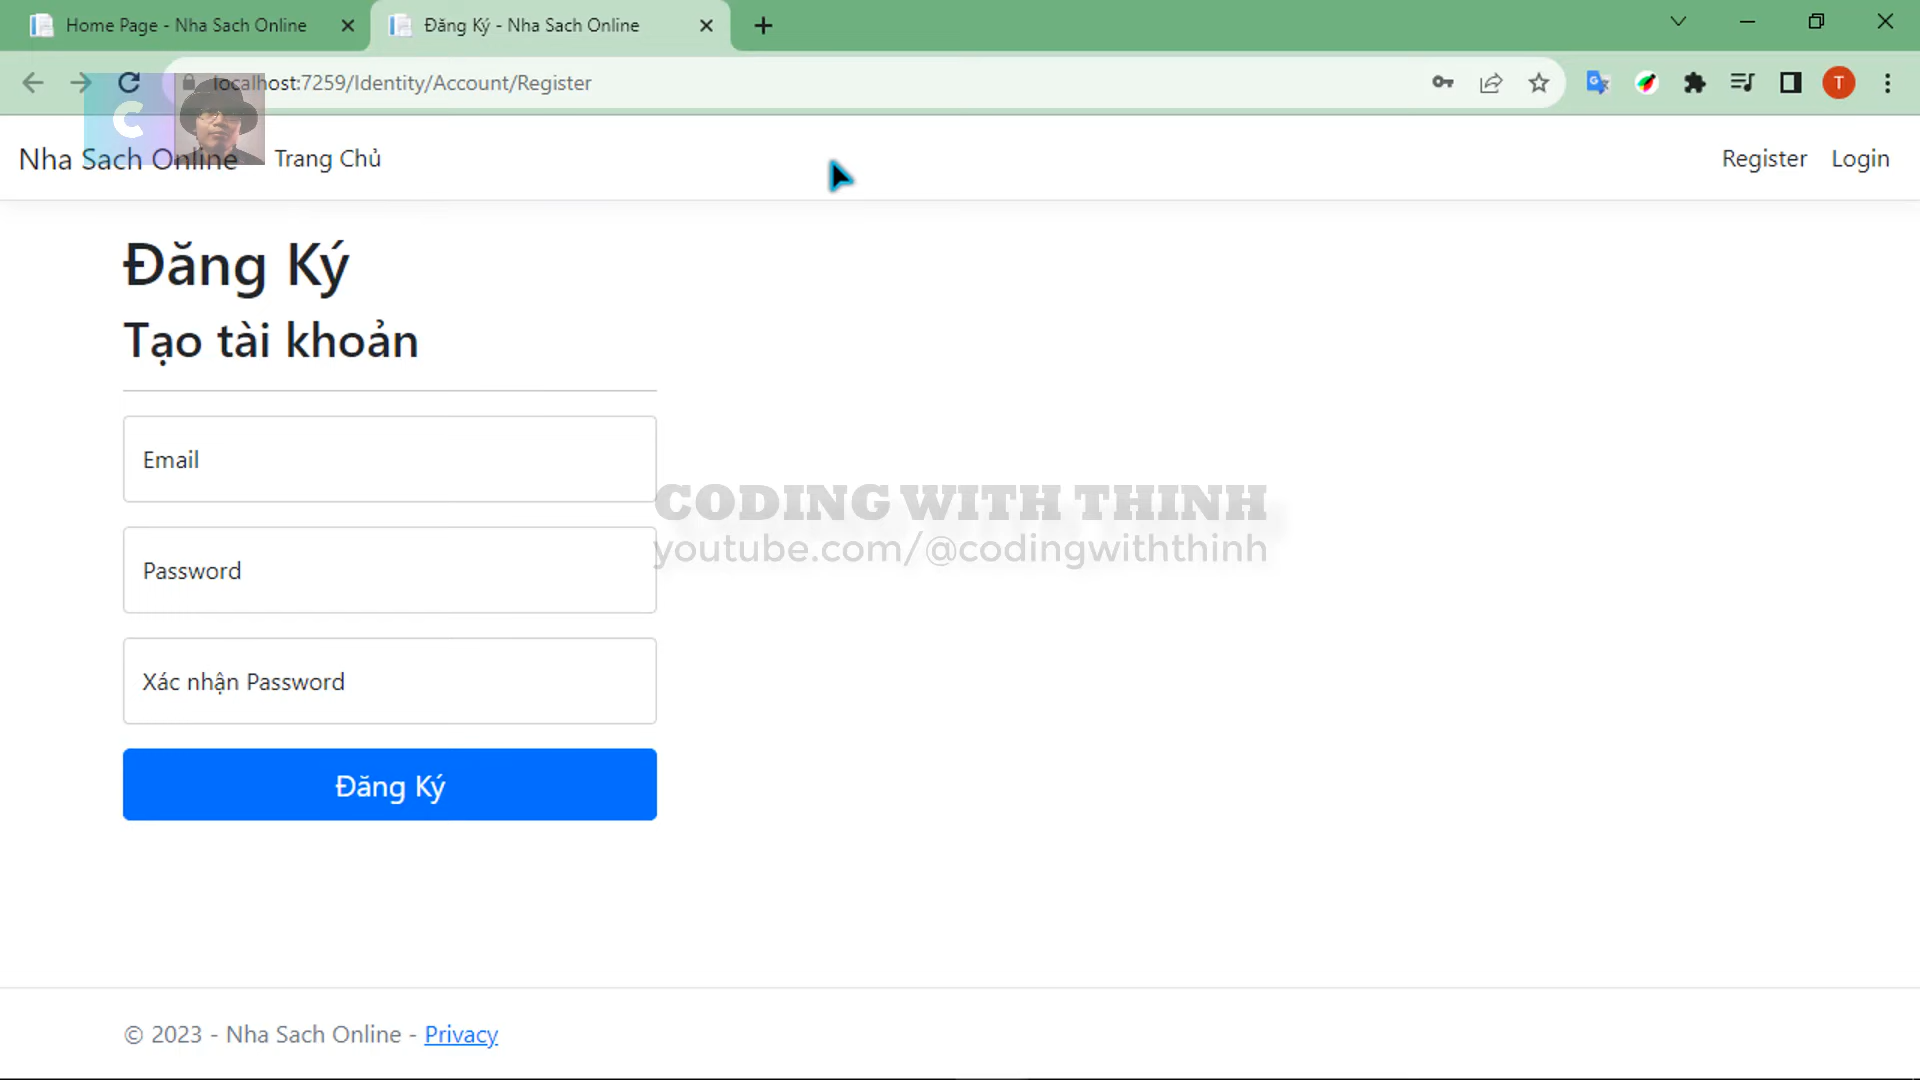 Home Page - Nha Sach Online
Đăng Ký - Nha Sach Online
localhost:7259/Identity/Account/Register
T
C
Nha Sach Online
Trang Chủ
Register
Login
Đăng Ký
Tạo tài khoản
Email
Password
Xác nhận Password
Đăng Ký
CODING WITH THINH
youtube.com/@codingwiththinh
© 2023 - Nha Sach Online - Privacy